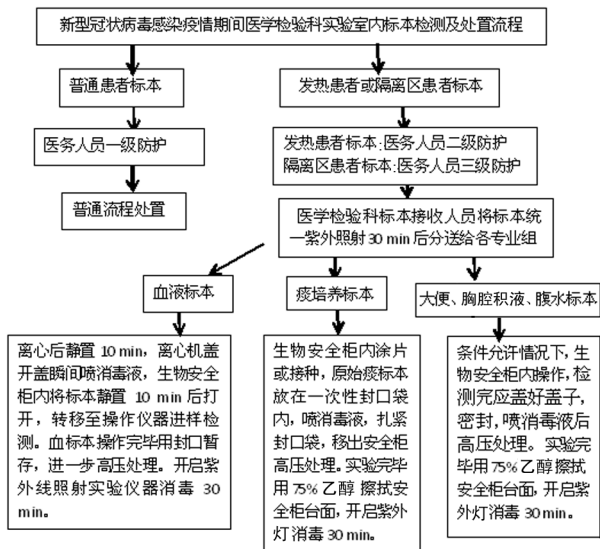 新型冠状病毒感染疫情期间医学检验科实验室内标本检测及处置流程
普通患者标本
发热患者或隔离区患者标本
医务人员一级防护
发热患者标本:医务人员二级防护
隔离区患者标本:医务人员三级防护
普通流程处置
医学检验科标本接收人员将标本统
一紫外照射30 min后分送给各专业组
血液标本
痰培养标本
大便、胸腔积液、腹水标本
离心后静置 10 min，离心机盖
开盖瞬间喷消毒液，生物安全
柜内将标本静置 10 min后打
开，转移至操作仪器进样检
测。血标本操作完毕用封口暂
存，进一步高压处理。开启紫
外线照射实验仪器消毒 30
min。
生物安全柜内涂片
或接种，原始痰标本
放在一次性封口袋
内，喷消毒液，扎紧
封口袋，移出安全柜
高压处理。实验完毕
用75%乙醇 擦拭安
全柜台面，开启紫外
灯消毒30 min。
条件允许情况下，生
物安全柜内操作，检
测完应盖好盖子，
密封，喷消毒液后
高压处理。实验完
毕用75%乙醇擦拭
安全柜台面，开启紫
外灯消毒30 min。